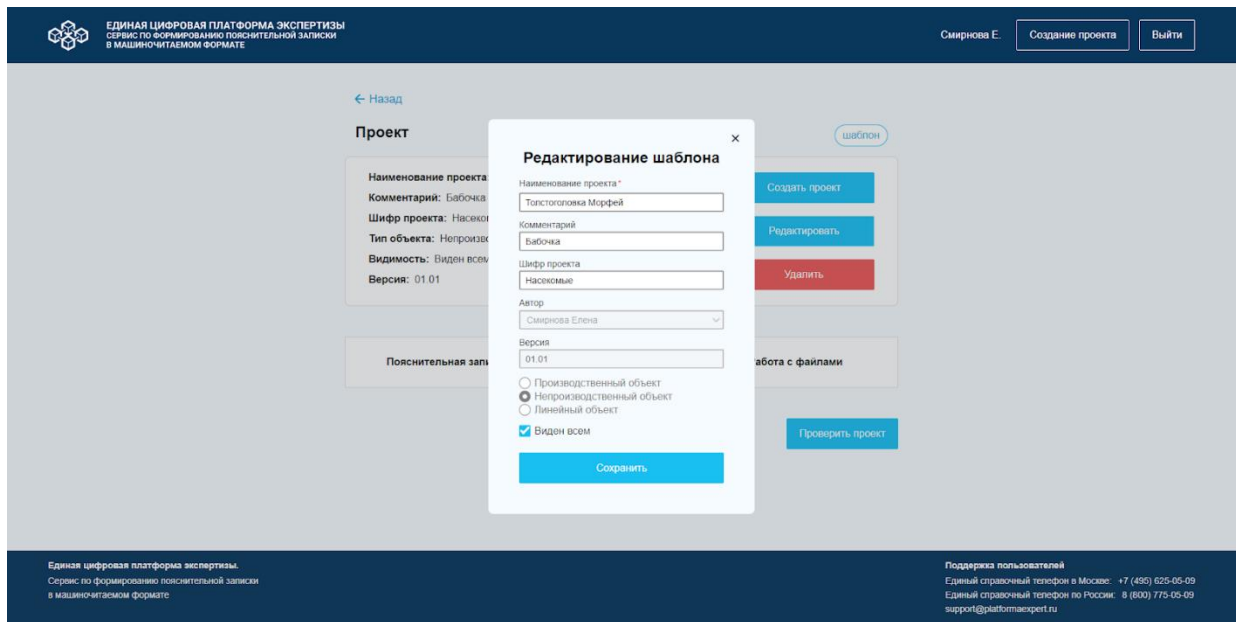 ЕДИНАЯ ЦИФРОВАЯ ПЛАТФОРМА ЭКСПЕРТИЗЫ
СЕРВИС ПО ФОРМИРОВАНИЮ ПОЯСНИТЕЛЬНОЙ ЗАПИСКИ
В МАШИНОЧИТАЕМОМ ФОРМАТЕ
Смирнова Е.
Создание проекта
Выйти
← Назад
Проект
шаблон
Наименование проекта
Комментарий: Бабочка
Шифр проекта: Насеко
Тип объекта: Непроизво
Видимость: Виден всем
Версия: 01.01
Создать проект
Редактировать
Удалить
Пояснительная запи
абота с файлами
Проверить проект
×
Редактирование шаблона
Наименование проекта*
Толстоголовка Морфей
Комментарий
Бабочка
Шифр проекта
Насекомые
Автор
Смирнова Елена
Версия
01.01
Производственный объект
Непроизводственный объект
Линейный объект
Виден всем
Сохранить
Единая цифровая платформа экспертизы.
Сервис по формированию пояснительной записки
в машиночитаемом формате
Поддержка пользователей
Единый справочный телефон в Москве: +7 (495) 625-05-09
Единый справочный телефон по России: 8 (800) 775-05-09
support@platformaexpert.ru